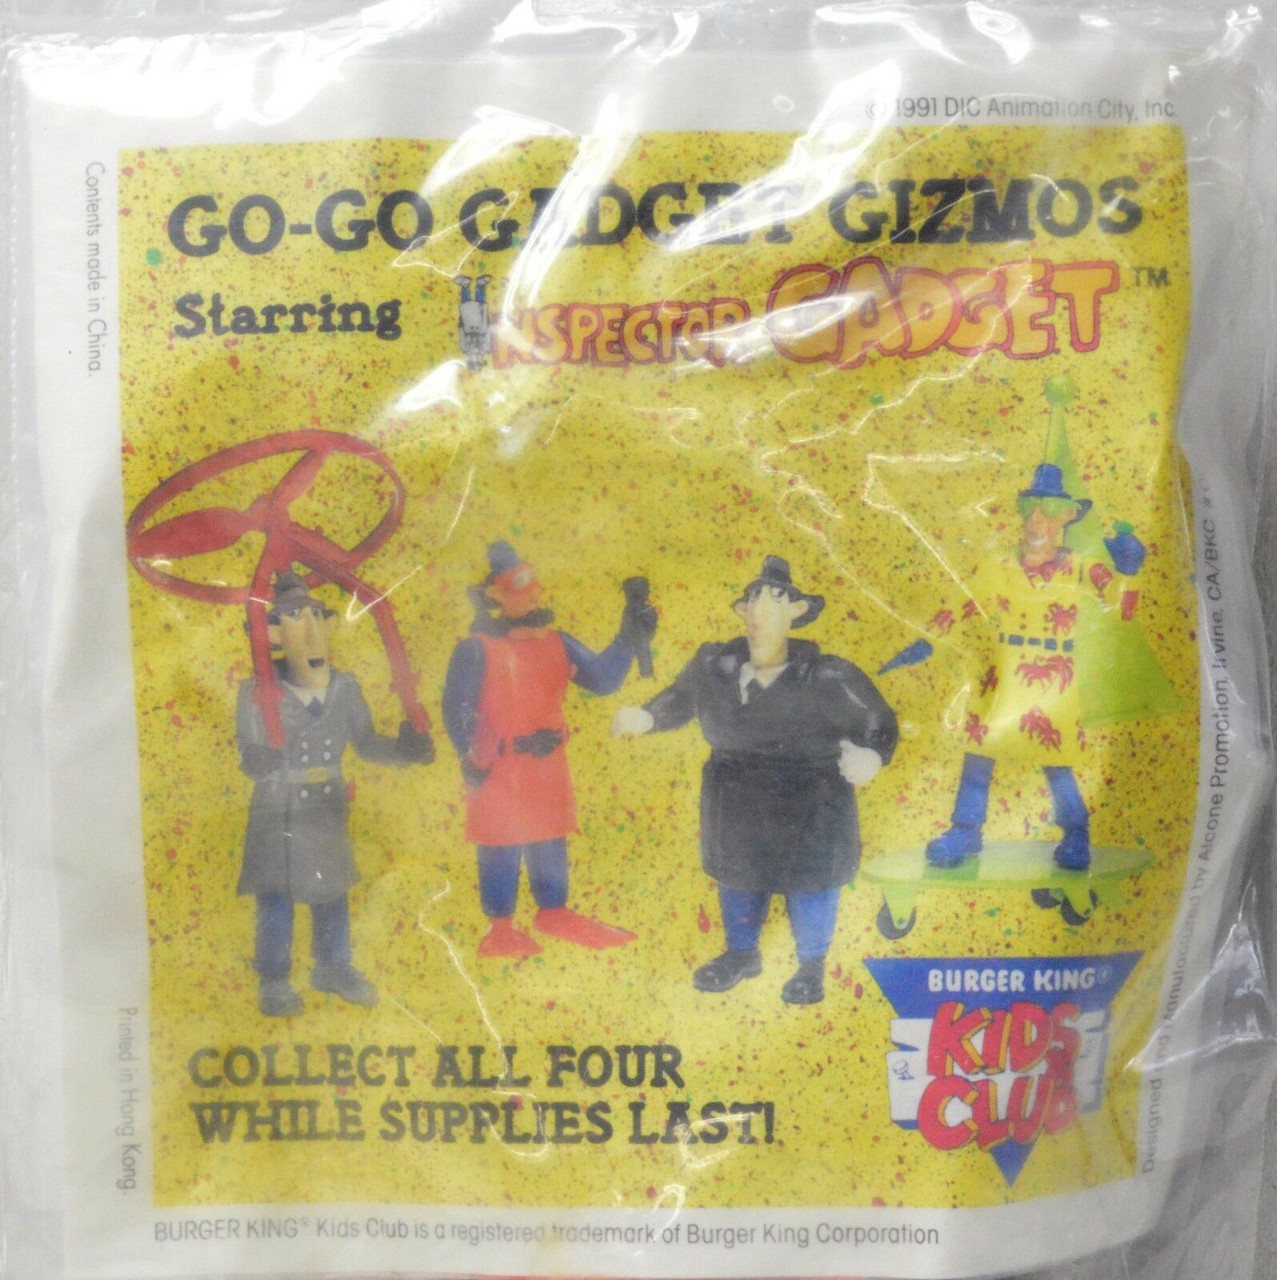 © 1991 DIC Animation City, Inc.
Contents made in China.
GO-GO GADGET GIZMOS
Starring INSPECTOR GADGET™
COLLECT ALL FOUR
WHILE SUPPLIES LAST!
BURGER KING®
KIDS
CLUB
Printed in Hong Kong.
Designed and manufactured by Alcone Promotion, Irvine, CA/BKC
BURGER KING® Kids Club is a registered trademark of Burger King Corporation